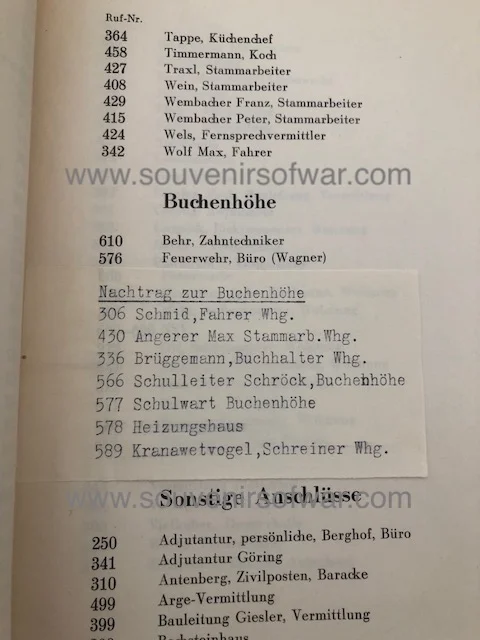 Ruf-Nr.
364 Tappe, Küchenchef
458 Timmermann, Koch
427 Traxl, Stammarbeiter
408 Wein, Stammarbeiter
429 Wembacher Franz, Stammarbeiter
415 Wembacher Peter, Stammarbeiter
424 Wels, Fernsprechvermittler
342 Wolf Max, Fahrer
www.souvenirsofwar.com
Buchenhöhe
610 Behr, Zahntechniker
576 Feuerwehr, Büro (Wagner)
Nachtrag zur Buchenhöhe
306 Schmid,Fahrer Whg.
430 Angerer Max Stammarb.Whg.
336 Brüggemann,Buchhalter Whg.
566 Schulleiter Schröck,Buchenhöhe
577 Schulwart Buchenhöhe
578 Heizungshaus
589 Kranawetvogel,Schreiner Whg.
www.souvenirsofwar.com
Sonstige Anschlüsse
250 Adjutantur, persönliche, Berghof, Büro
341 Adjutantur Göring
310 Antenberg, Zivilposten, Baracke
499 Arge-Vermittlung
399 Bauleitung Giesler, Vermittlung